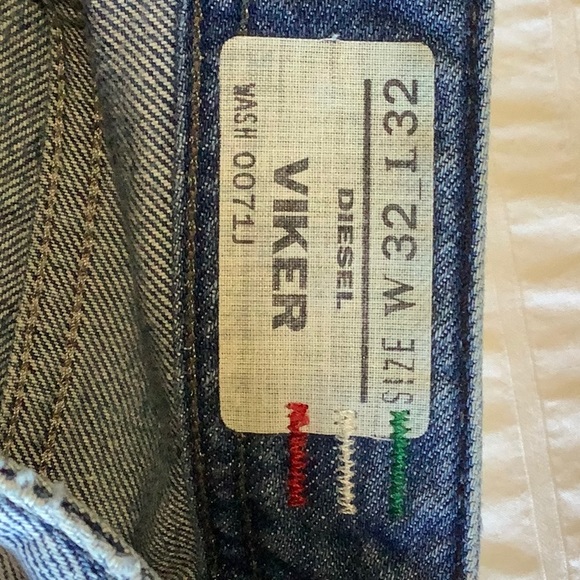 SIZE W 32 L 32
DIESEL
VIKER
WASH 0071J